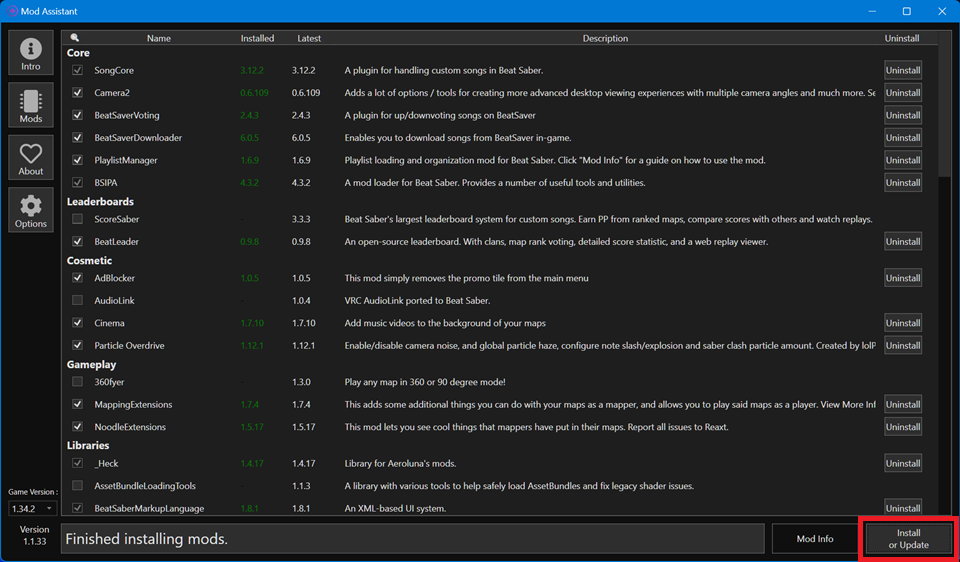 Mod Assistant
Name Installed Latest Description Uninstall
Intro
Mods
About
Options
Core
SongCore 3.12.2 3.12.2 A plugin for handling custom songs in Beat Saber. Uninstall
Camera2 0.6.109 0.6.109 Adds a lot of options / tools for creating more advanced desktop viewing experiences with multiple camera angles and much more. Se Uninstall
BeatSaverVoting 2.4.3 2.4.3 A plugin for up/downvoting songs on BeatSaver Uninstall
BeatSaverDownloader 6.0.5 6.0.5 Enables you to download songs from BeatSaver in-game. Uninstall
PlaylistManager 1.6.9 1.6.9 Playlist loading and organization mod for Beat Saber. Click "Mod Info" for a guide on how to use the mod. Uninstall
BSIPA 4.3.2 4.3.2 A mod loader for Beat Saber. Provides a number of useful tools and utilities. Uninstall
Leaderboards
ScoreSaber - 3.3.3 Beat Saber's largest leaderboard system for custom songs. Earn PP from ranked maps, compare scores with others and watch replays.
BeatLeader 0.9.8 0.9.8 An open-source leaderboard. With clans, map rank voting, detailed score statistic, and a web replay viewer. Uninstall
Cosmetic
AdBlocker 1.0.5 1.0.5 This mod simply removes the promo tile from the main menu Uninstall
AudioLink - 1.0.4 VRC AudioLink ported to Beat Saber.
Cinema 1.7.10 1.7.10 Add music videos to the background of your maps Uninstall
Particle Overdrive 1.12.1 1.12.1 Enable/disable camera noise, and global particle haze, configure note slash/explosion and saber clash particle amount. Created by lolP Uninstall
Gameplay
360fyer - 1.3.0 Play any map in 360 or 90 degree mode!
MappingExtensions 1.7.4 1.7.4 This adds some additional things you can do with your maps as a mapper, and allows you to play said maps as a player. View More Inf Uninstall
NoodleExtensions 1.5.17 1.5.17 This mod lets you see cool things that mappers have put in their maps. Report all issues to Reaxt. Uninstall
Libraries
_Heck 1.4.17 1.4.17 Library for Aeroluna's mods. Uninstall
AssetBundleLoadingTools - 1.1.3 A library with various tools to help safely load AssetBundles and fix legacy shader issues.
BeatSaberMarkupLanguage 1.8.1 1.8.1 An XML-based UI system. Uninstall
Game Version :
1.34.2
Version
1.1.33
Finished installing mods.
Mod Info
Install
or Update